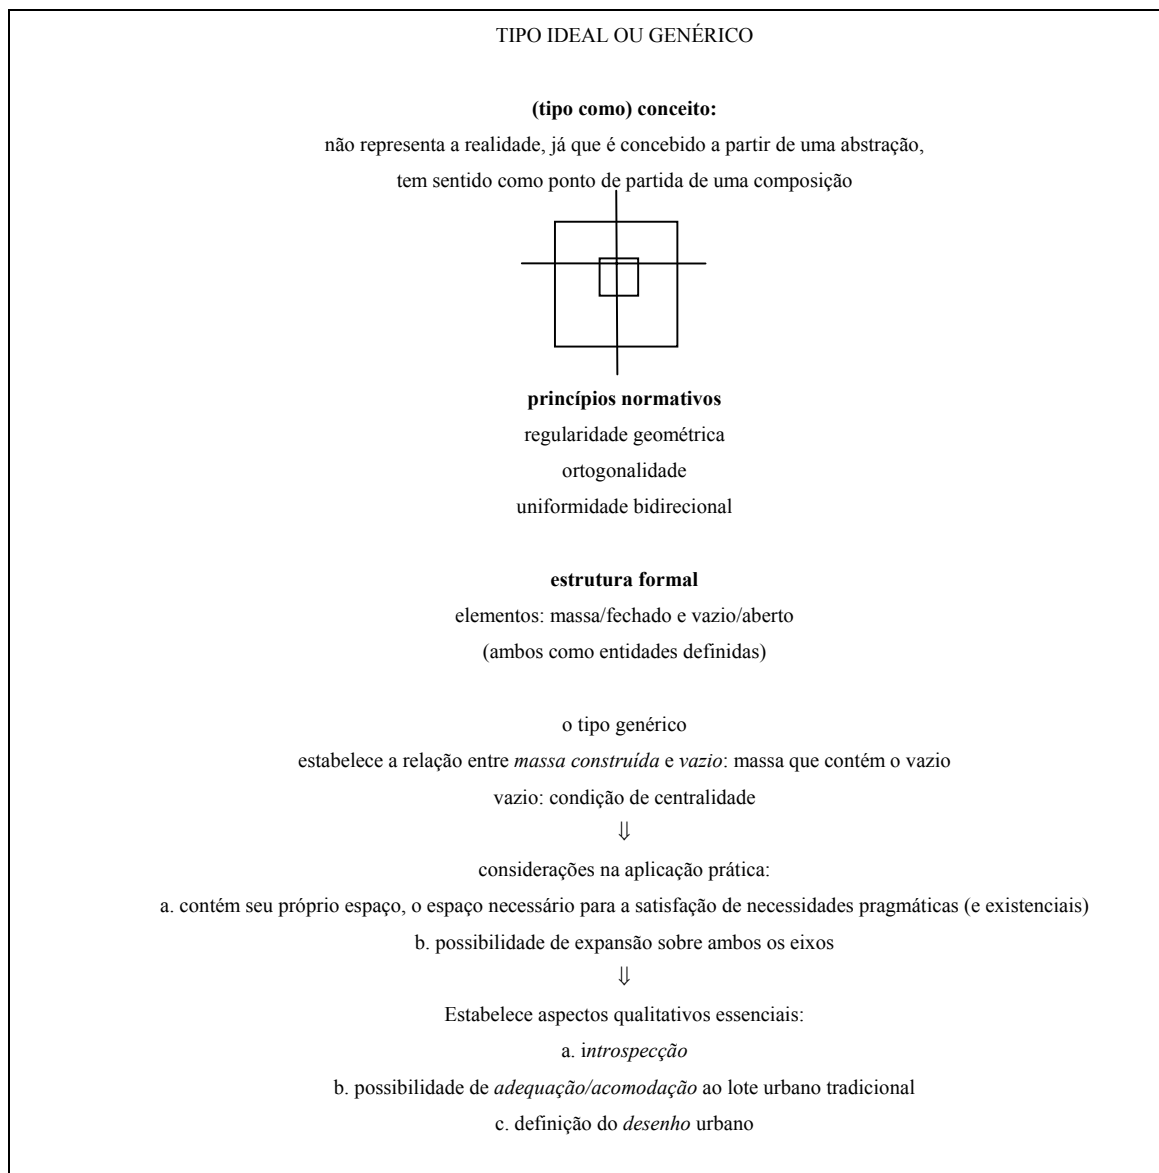 TIPO IDEAL OU GENÉRICO
(tipo como) conceito:
não representa a realidade, já que é concebido a partir de uma abstração,
tem sentido como ponto de partida de uma composição
princípios normativos
regularidade geométrica
ortogonalidade
uniformidade bidirecional
estrutura formal
elementos: massa/fechado e vazio/aberto
(ambos como entidades definidas)
o tipo genérico
estabelece a relação entre massa construída e vazio: massa que contém o vazio
vazio: condição de centralidade
⇓
considerações na aplicação prática:
a. contém seu próprio espaço, o espaço necessário para a satisfação de necessidades pragmáticas (e existenciais)
b. possibilidade de expansão sobre ambos os eixos
⇓
Estabelece aspectos qualitativos essenciais:
a. introspecção
b. possibilidade de adequação/acomodação ao lote urbano tradicional
c. definição do desenho urbano